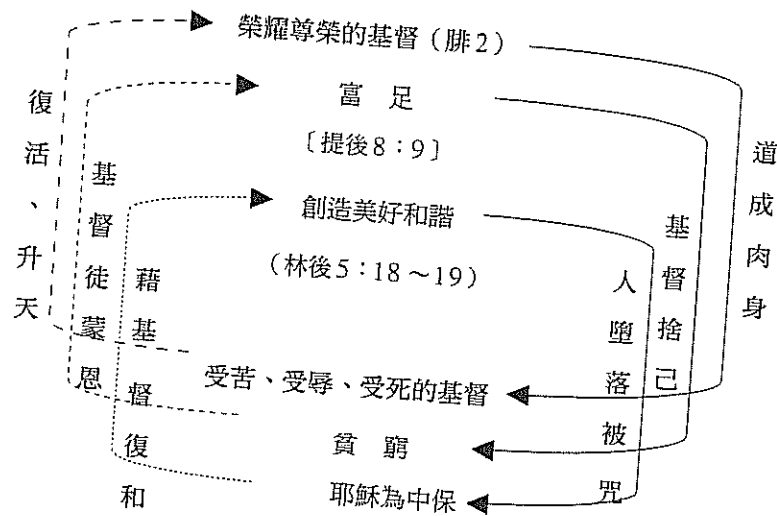 榮耀尊榮的基督（腓2）
富足
〔提後8：9〕
創造美好和諧
（林後5：18～19）
受苦、受辱、受死的基督
貧窮
耶穌為中保
復活、升天
基督徒蒙恩
藉基督復和
人墮落被咒
基督捨己
道成肉身